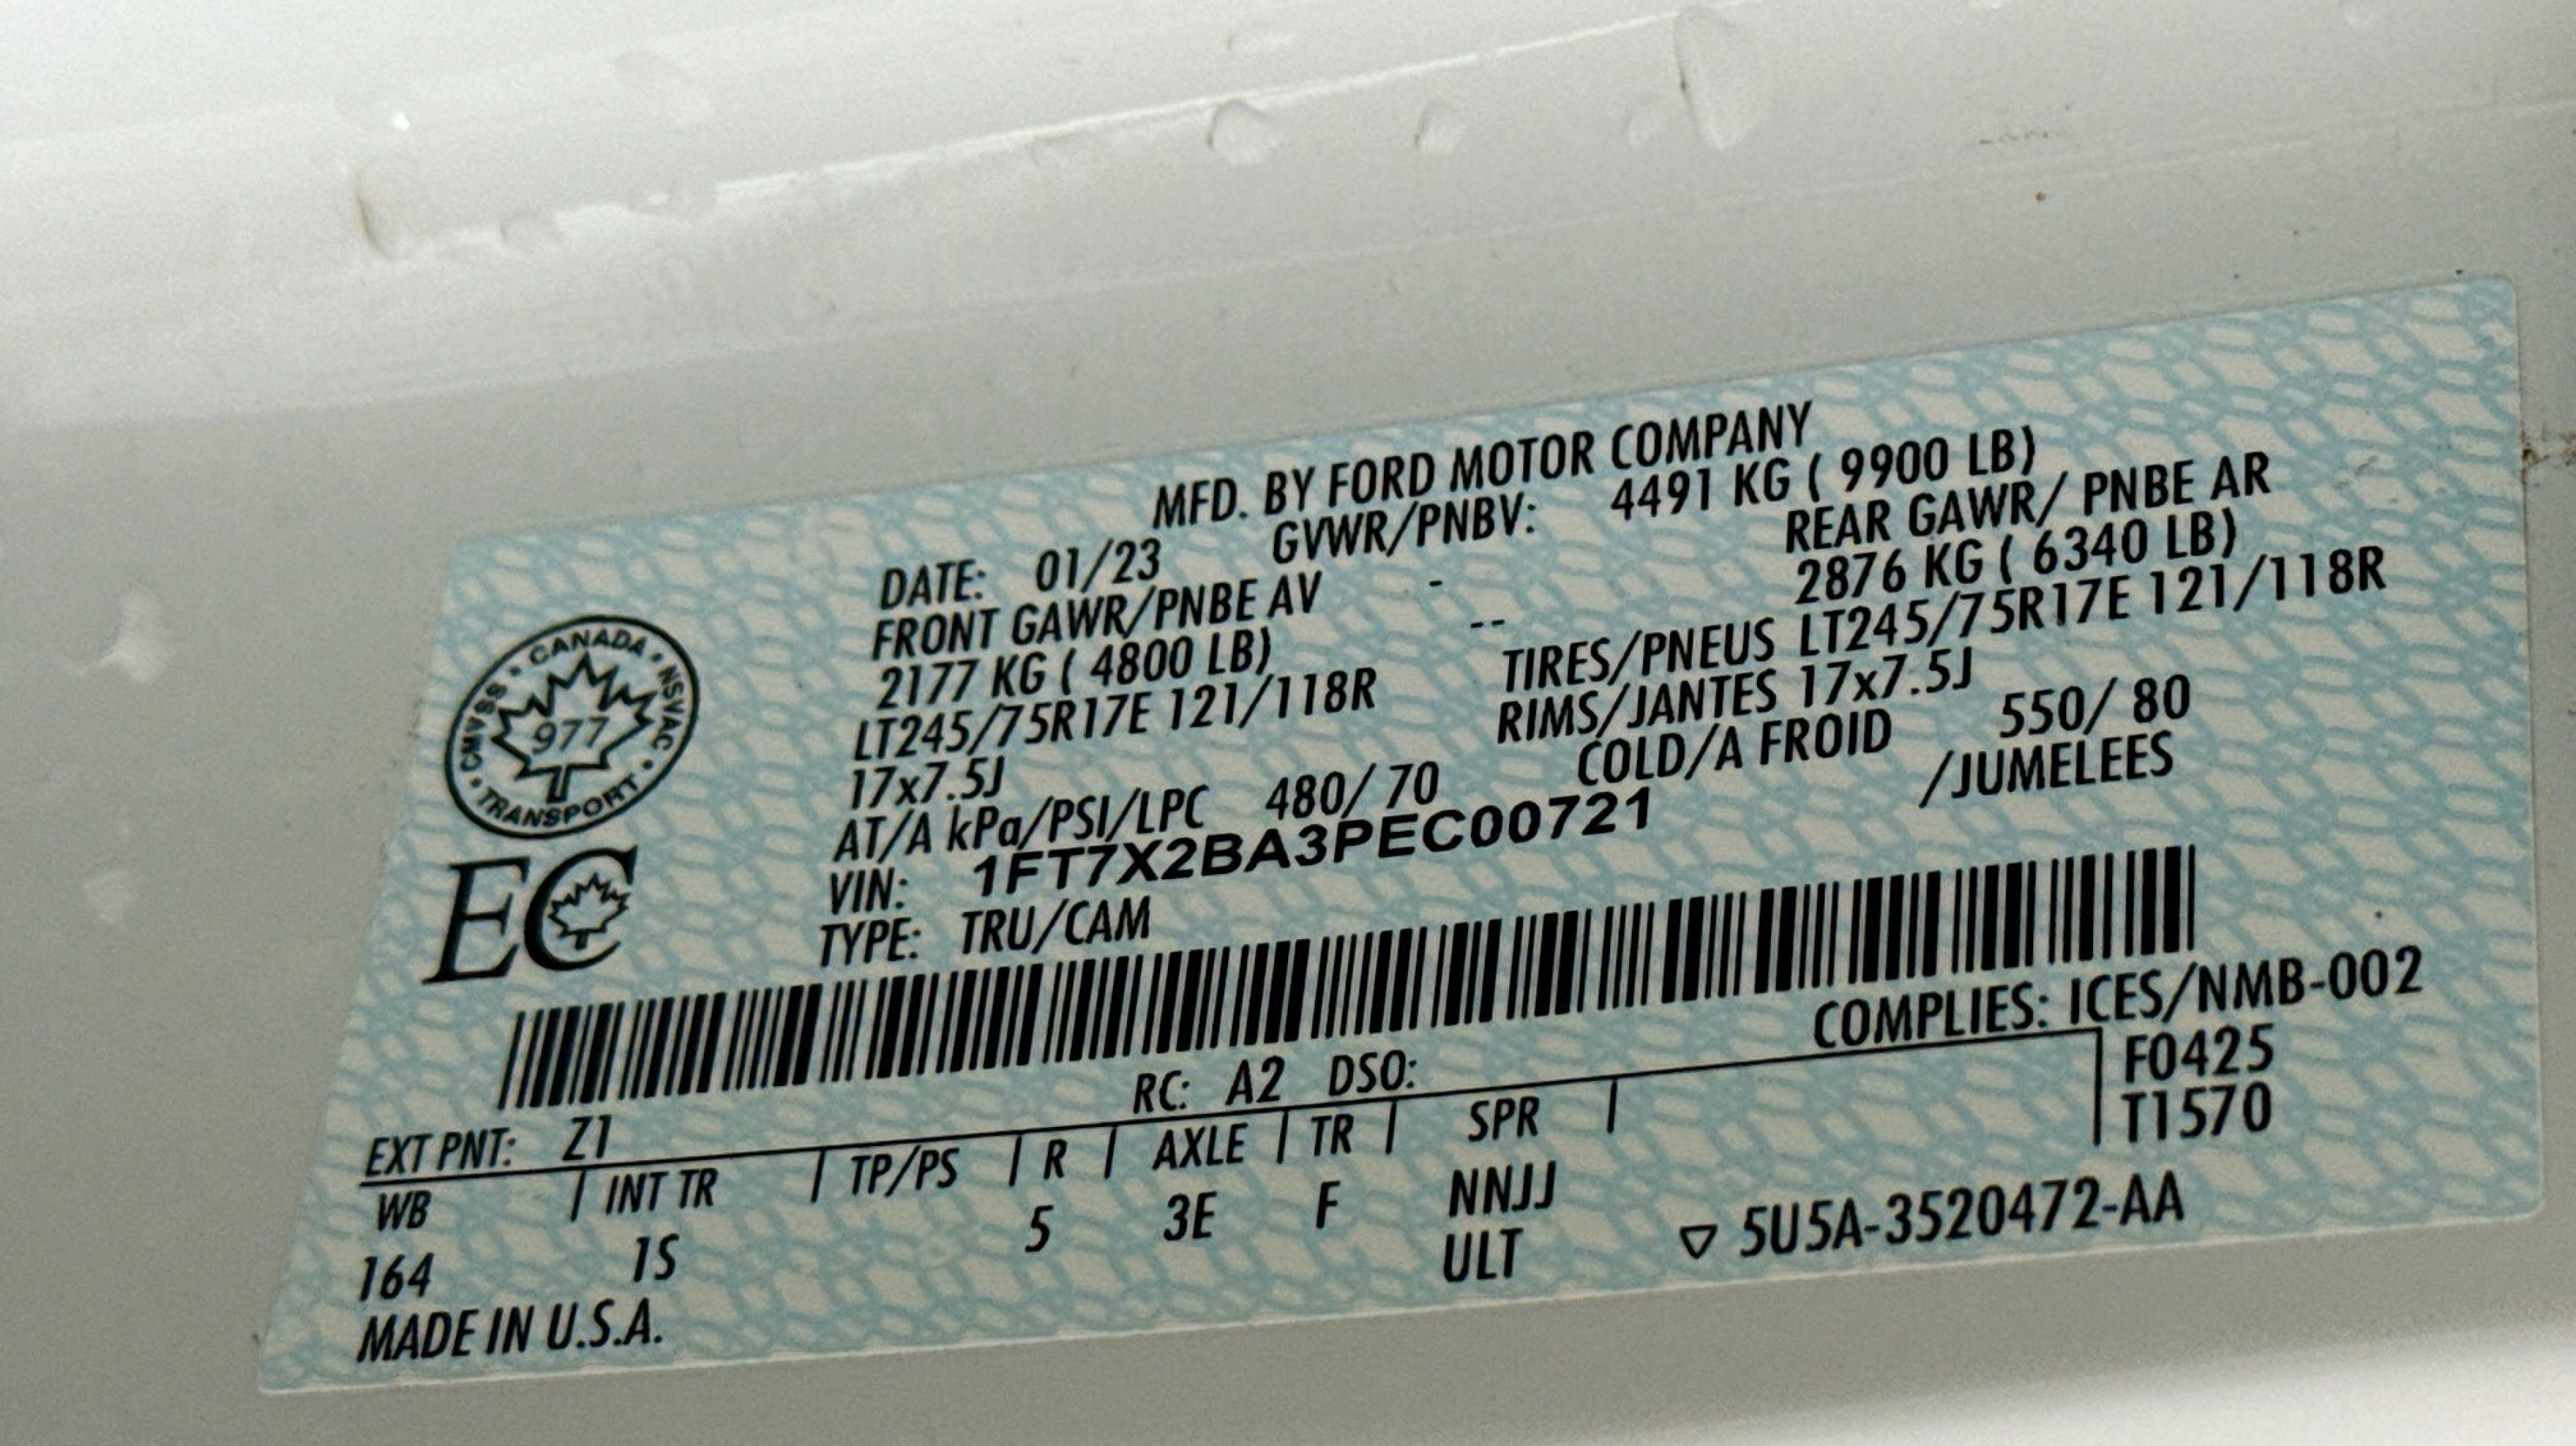 MFD. BY FORD MOTOR COMPANY
DATE: 01/23 GVWR/PNBV: 4491 KG ( 9900 LB)
FRONT GAWR/PNBE AV - REAR GAWR/ PNBE AR
2177 KG ( 4800 LB) -- 2876 KG ( 6340 LB)
LT245/75R17E 121/118R TIRES/PNEUS LT245/75R17E 121/118R
17x7.5J RIMS/JANTES 17x7.5J
AT/A kPa/PSI/LPC 480/ 70 COLD/A FROID 550/ 80
VIN: 1FT7X2BA3PEC00721 /JUMELEES
TYPE: TRU/CAM
CMVSS • CANADA • NSVAC • TRANSPORT •
977
EC
COMPLIES: ICES/NMB-002
EXT PNT: Z1 RC: A2 DSO: F0425
WB | INT TR | TP/PS | R | AXLE | TR | SPR | T1570
164 1S 5 3E F NNJJ
MADE IN U.S.A. ULT 5U5A-3520472-AA